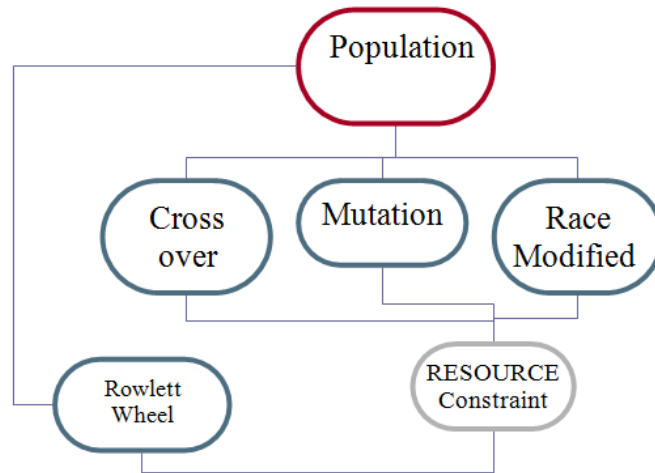 Population
Cross
over
Mutation
Race
Modified
Rowlett
Wheel
RESOURCE
Constraint